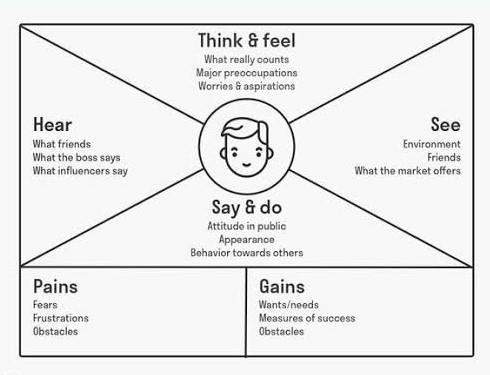 Think & feel
What really counts
Major preoccupations
Worries & aspirations
Hear
What friends
What the boss says
What influencers say
See
Environment
Friends
What the market offers
Say & do
Attitude in public
Appearance
Behavior towards others
Pains
Fears
Frustrations
Obstacles
Gains
Wants/needs
Measures of success
Obstacles